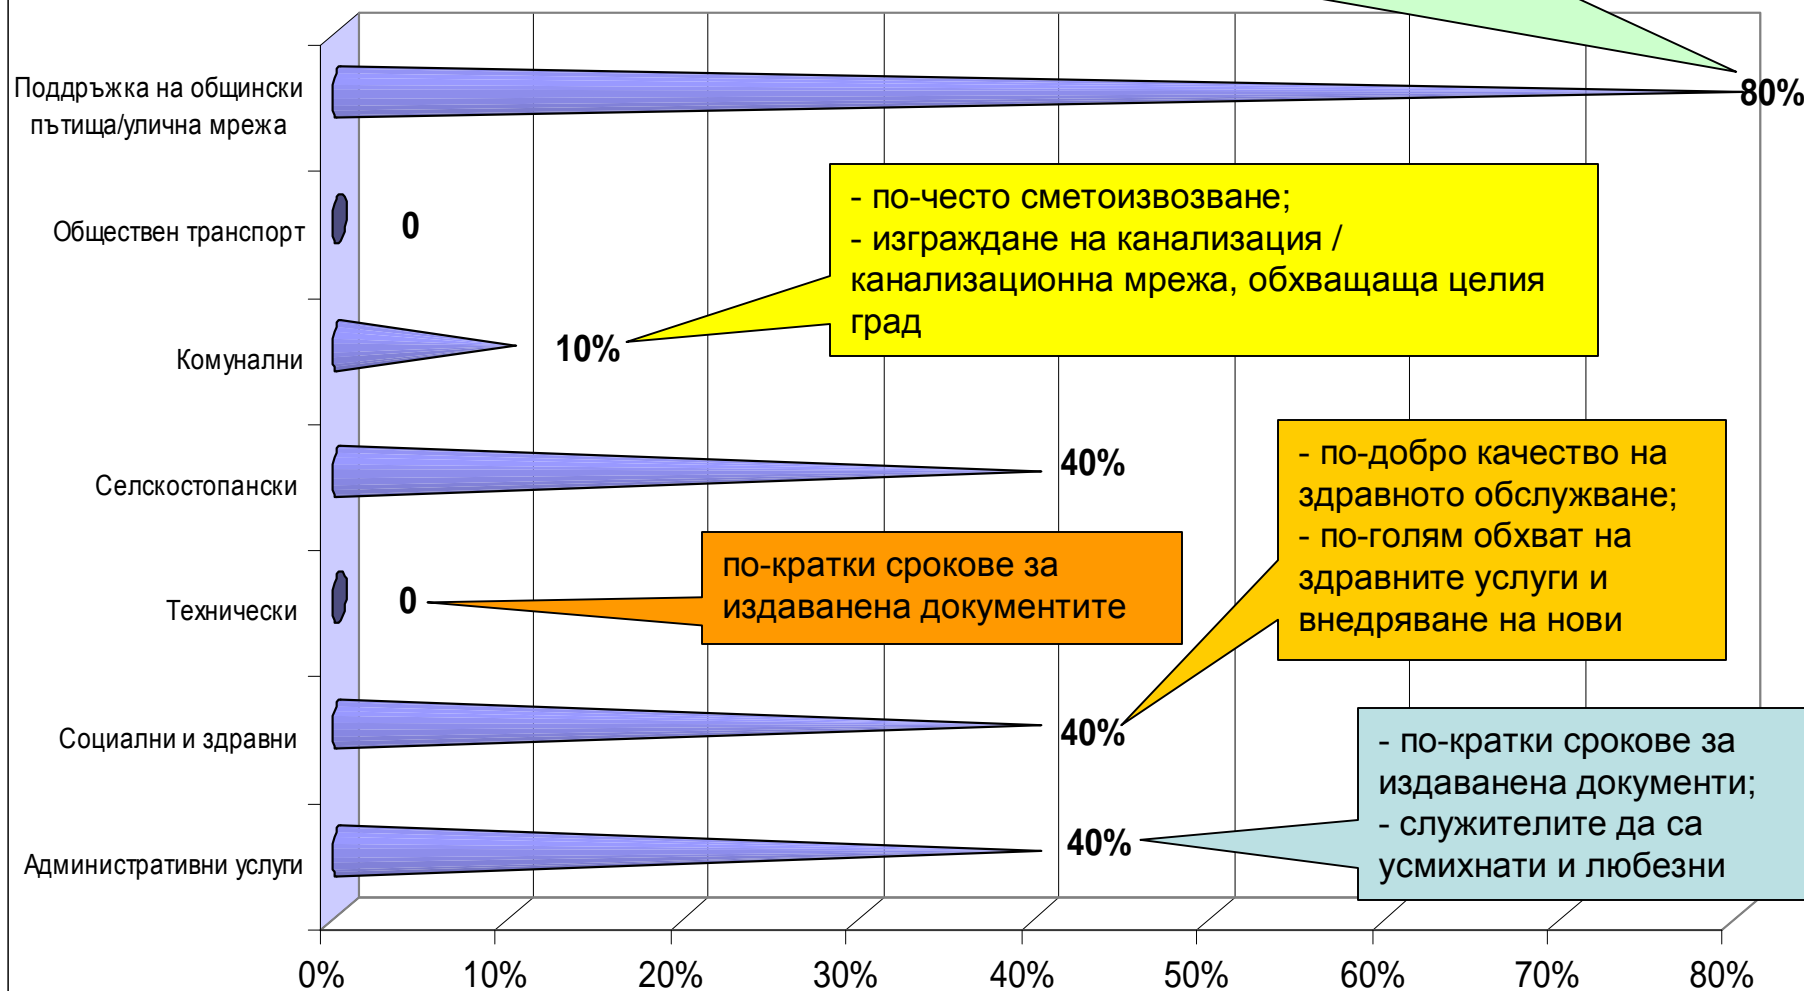 Поддръжка на общински
пътища/улична мрежа
80%
Обществен транспорт
0
- по-често сметоизвозване;
- изграждане на канализация /
канализационна мрежа, обхващаща целия
град
Комунални
10%
Селскостопански
40%
- по-добро качество на
здравното обслужване;
- по-голям обхват на
здравните услуги и
внедряване на нови
Технически
0
по-кратки срокове за
издаванена документите
Социални и здравни
40%
- по-кратки срокове за
издаванена документи;
- служителите да са
усмихнати и любезни
Административни услуги
40%
0% 10% 20% 30% 40% 50% 60% 70% 80%